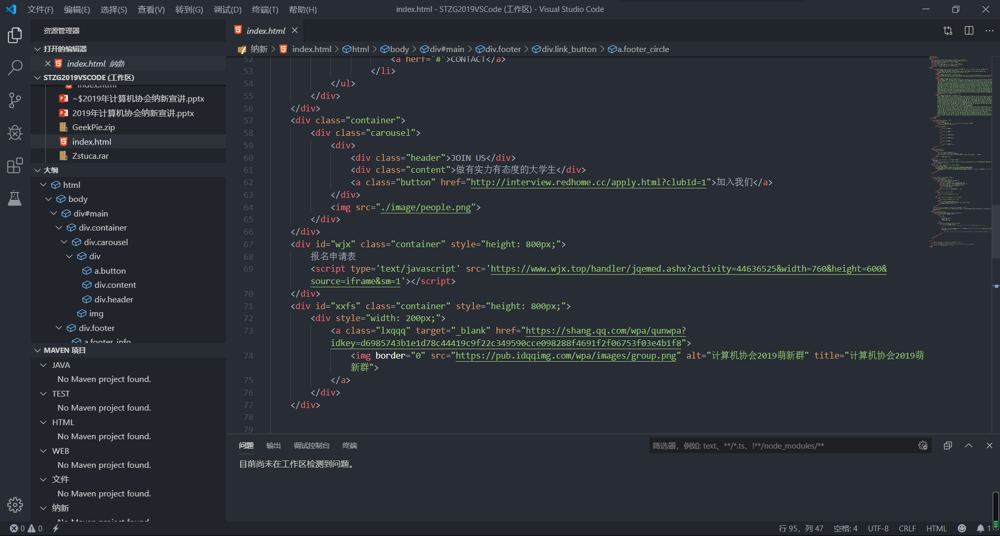 文件(F) 编辑(E) 选择(S) 查看(V) 转到(G) 调试(D) 终端(T) 帮助(H) index.html - STZG2019VSCode (工作区) - Visual Studio Code
资源管理器
打开的编辑器
index.html 纳新
STZG2019VSCODE (工作区)
index.html
~$2019年计算机协会纳新宣讲.pptx
2019年计算机协会纳新宣讲.pptx
GeekPie.zip
index.html
Zstuca.rar
大纲
html
body
div#main
div.container
div.carousel
div
a.button
div.content
div.header
img
div.footer
a.footer_info
MAVEN 项目
JAVA
No Maven project found.
TEST
No Maven project found.
HTML
No Maven project found.
WEB
No Maven project found.
文件
No Maven project found.
纳新
No Maven project found.
index.html
纳新 > index.html > html > body > div#main > div.footer > div.link_button > a.footer_circle
52 <a herf="#">CONTACT</a>
53 </li>
54 </ul>
55 </div>
56 </div>
57 <div class="container">
58 <div class="carousel">
59 <div>
60 <div class="header">JOIN US</div>
61 <div class="content">做有实力有态度的大学生</div>
62 <a class="button" href="http://interview.redhome.cc/apply.html?clubId=1">加入我们</a>
63 </div>
64 <img src="./image/people.png">
65 </div>
66 </div>
67 <div id="wjx" class="container" style="height: 800px;">
68 报名申请表
69 <script type='text/javascript' src='https://www.wjx.top/handler/jqemed.ashx?activity=44636525&width=760&height=600&
source=iframe&sm=1'></script>
70 </div>
71 <div id="xxfs" class="container" style="height: 800px;">
72 <div style="width: 200px;">
73 <a class="lxqqq" target="_blank" href="https://shang.qq.com/wpa/qunwpa?
idkey=d6985743b1e1d78c44419c9f22c349590cce098288f4691f2f06753f03e4b1f8">
74 <img border="0" src="https://pub.idqqimg.com/wpa/images/group.png" alt="计算机协会2019萌新群" title="计算机协会2019萌
新群">
75 </a>
76 </div>
77 </div>
78
79
问题 输出 调试控制台 终端 筛选器，例如: text、**/*.ts、!**/node_modules/**
目前尚未在工作区检测到问题。
0 0 行 95，列 47 空格: 4 UTF-8 CRLF HTML 1